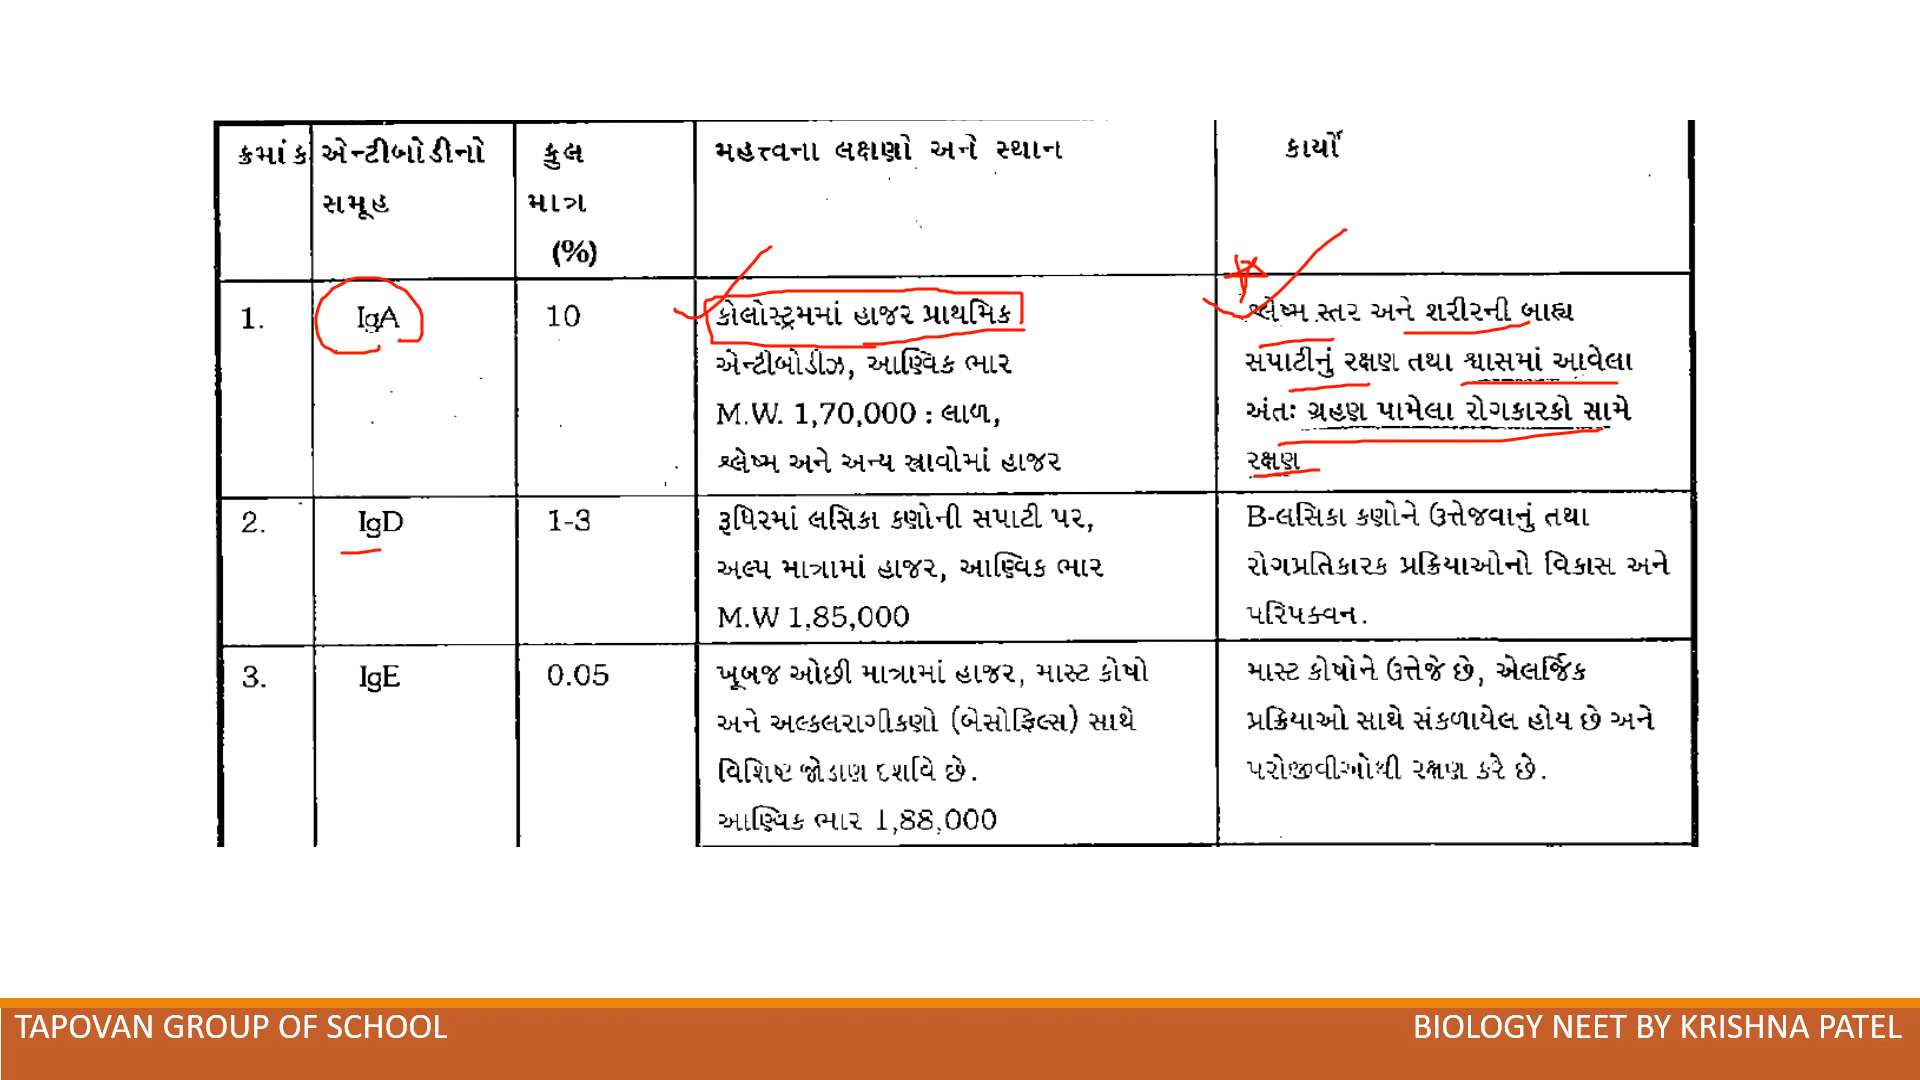 ક્રમાંક એન્ટીબોડીનો સમૂહ કુલ માત્ર (%) મહત્ત્વના લક્ષણો અને સ્થાન કાર્યો
1. IgA 10
કોલોસ્ટ્રમમાં હાજર પ્રાથમિક
એન્ટીબોડીઝ, આણ્વિક ભાર
M.W. 1,70,000 : લાળ,
શ્લેષ્મ અને અન્ય સ્ત્રાવોમાં હાજર
શ્લેષ્મ સ્તર અને શરીરની બાહ્ય
સપાટીનું રક્ષણ તથા શ્વાસમાં આવેલા
અંતઃ ગ્રહણ પામેલા રોગકારકો સામે
રક્ષણ
2. IgD 1-3
રૂધિરમાં લસિકા કણોની સપાટી પર,
અલ્પ માત્રામાં હાજર, આણ્વિક ભાર
M.W 1,85,000
B-લસિકા કણોને ઉત્તેજવાનું તથા
રોગપ્રતિકારક પ્રક્રિયાઓનો વિકાસ અને
પરિપક્વન.
3. IgE 0.05
ખૂબજ ઓછી માત્રામાં હાજર, માસ્ટ કોષો
અને અલ્કલરાગીકણો (બેસોફિલ્સ) સાથે
વિશિષ્ટ જોડાણ દર્શાવે છે.
આણ્વિક ભાર 1,88,000
માસ્ટ કોષોને ઉત્તેજે છે, એલર્જિક
પ્રક્રિયાઓ સાથે સંકળાયેલ હોય છે અને
પરોજીવીઓથી રક્ષણ કરે છે.
TAPOVAN GROUP OF SCHOOL
BIOLOGY NEET BY KRISHNA PATEL